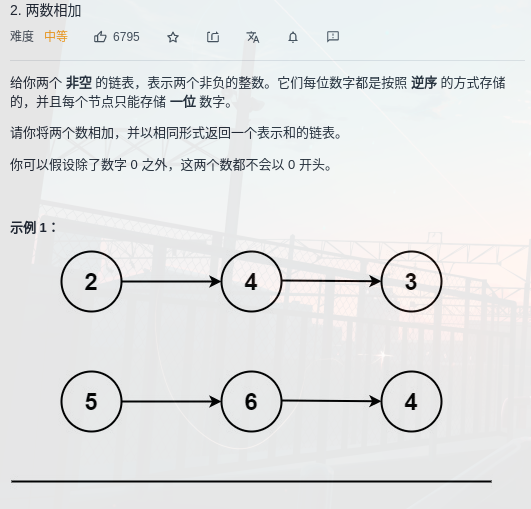 2. 两数相加
难度 中等 6795
给你两个 非空 的链表，表示两个非负的整数。它们每位数字都是按照 逆序 的方式存储
的，并且每个节点只能存储 一位 数字。
请你将两个数相加，并以相同形式返回一个表示和的链表。
你可以假设除了数字 0 之外，这两个数都不会以 0 开头。
示例 1：
2 4 3
5 6 4